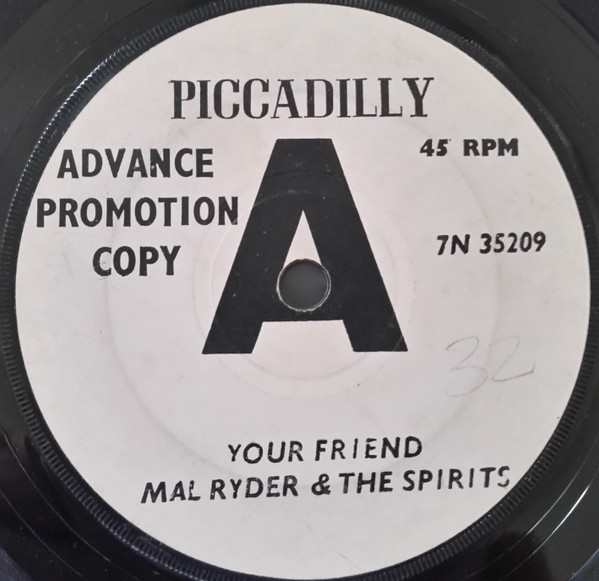 PICCADILLY
ADVANCE
PROMOTION
COPY
A
45 RPM
7N 35209
32
YOUR FRIEND
MAL RYDER & THE SPIRITS